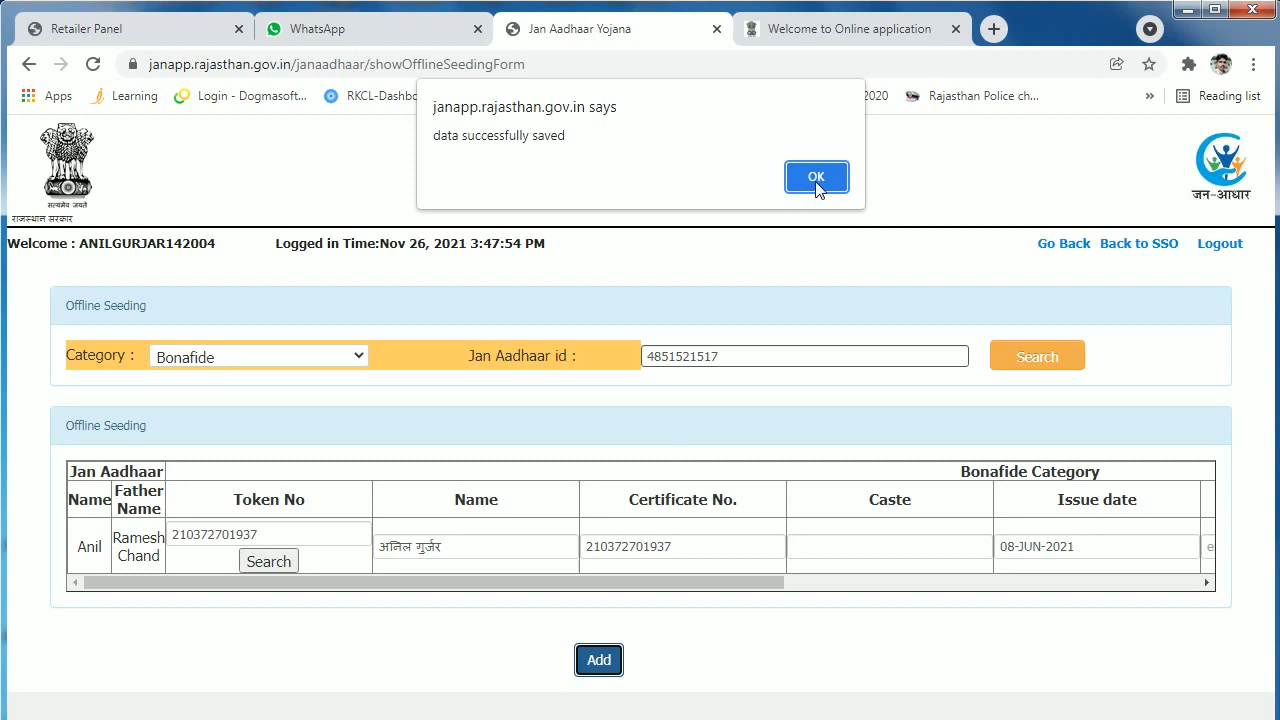 Retailer Panel
WhatsApp
Jan Aadhaar Yojana
Welcome to Online application
janapp.rajasthan.gov.in/janaadhaar/showOfflineSeedingForm
Apps
Learning
Login - Dogmasoft...
RKCL-Dashbo
2020
Rajasthan Police ch...
»
Reading list
janapp.rajasthan.gov.in says
data successfully saved
OK
सत्यमेव जयते
राजस्थान सरकार
जन-आधार
Welcome : ANILGURJAR142004
Logged in Time:Nov 26, 2021 3:47:54 PM
Go Back
Back to SSO
Logout
Offline Seeding
Category :
Bonafide
Jan Aadhaar id :
4851521517
Search
Offline Seeding
Jan Aadhaar
Bonafide Category
Name
Father Name
Token No
Name
Certificate No.
Caste
Issue date
Anil
Ramesh Chand
210372701937
Search
अनिल गुर्जर
210372701937
08-JUN-2021
Add